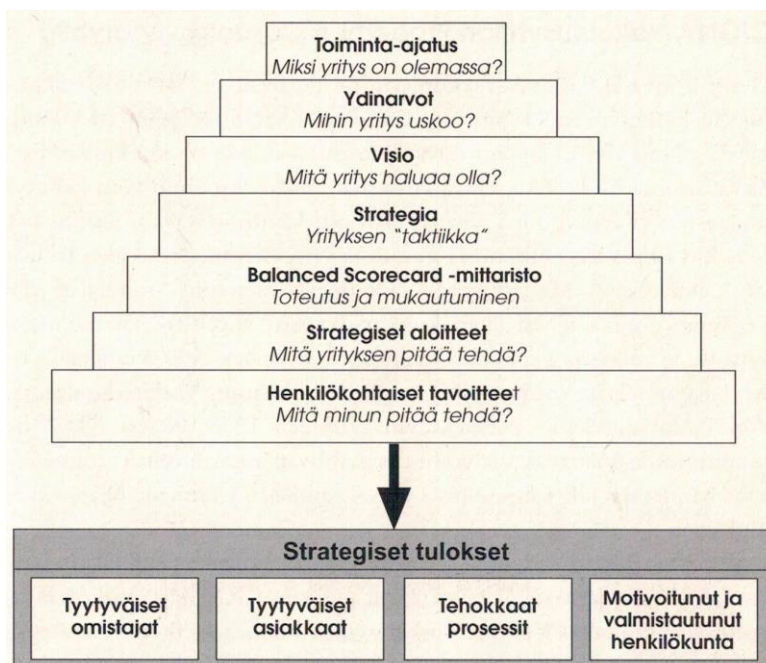 Toiminta-ajatus
Miksi yritys on olemassa?
Ydinarvot
Mihin yritys uskoo?
Visio
Mitä yritys haluaa olla?
Strategia
Yrityksen “taktiikka“
Balanced Scorecard -mittaristo
Toteutus ja mukautuminen
Strategiset aloitteet
Mitä yrityksen pitää tehdä?
Henkilökohtaiset tavoitteet
Mitä minun pitää tehdä?
Strategiset tulokset
Tyytyväiset
omistajat
Tyytyväiset
asiakkaat
Tehokkaat
prosessit
Motivoitunut ja
valmistautunut
henkilökunta